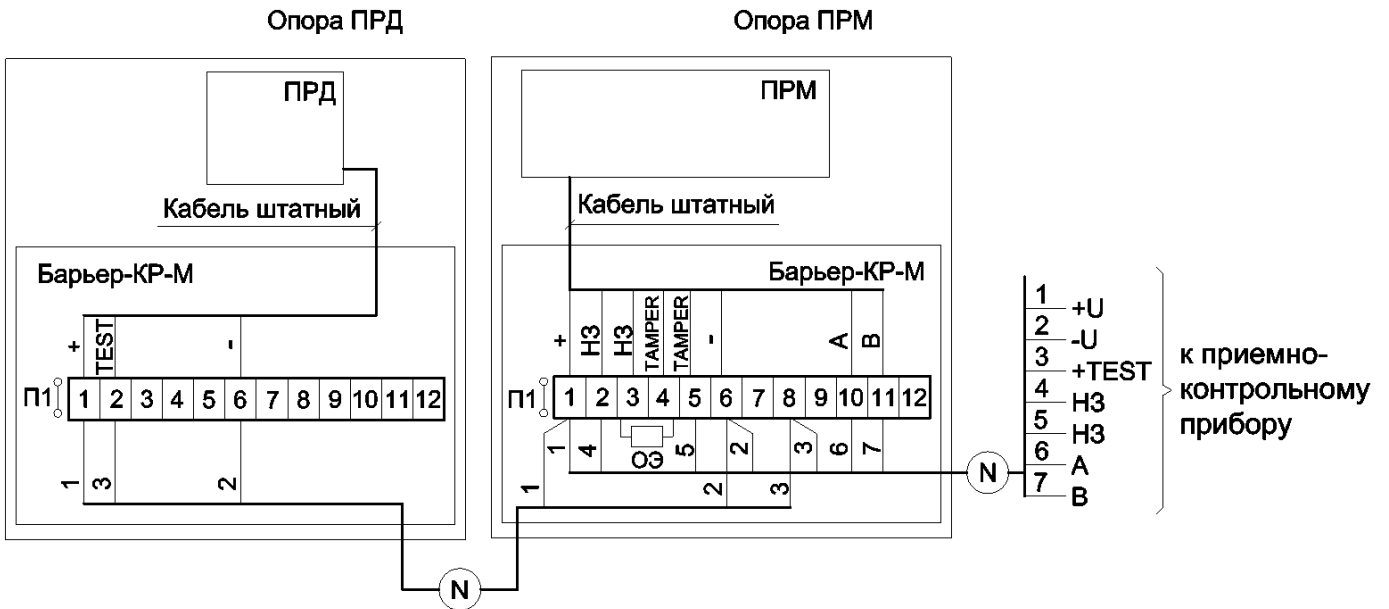 Опора ПРД
Опора ПРМ
ПРД
ПРМ
Кабель штатный
Кабель штатный
Барьер-КР-М
Барьер-КР-М
+
TEST
-
+
НЗ
НЗ
TAMPER
TAMPER
-
A
B
П1
1 2 3 4 5 6 7 8 9 10 11 12
П1
1 2 3 4 5 6 7 8 9 10 11 12
1 3 2
1 4 ОЭ 5 2 3 6 7
1 2 3
N
N
1 +U
2 -U
3 +TEST
4 НЗ
5 НЗ
6 A
7 B
к приемно-
контрольному
прибору